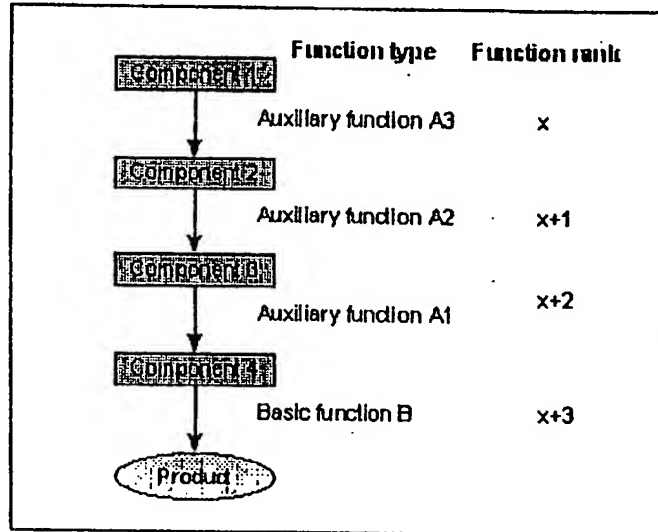 Function type Function rank
Component 1
Auxiliary function A3 x
Component 2
Auxiliary function A2 x+1
Component 3
Auxiliary function A1 x+2
Component 4
Basic function B x+3
Product